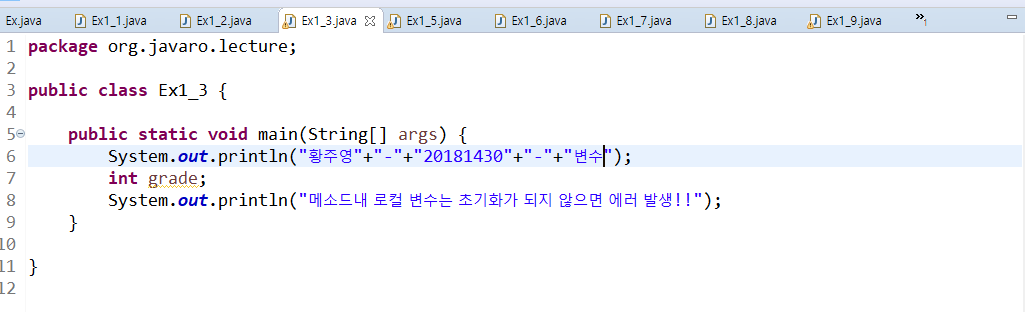 Ex.java Ex1_1.java Ex1_2.java Ex1_3.java Ex1_5.java Ex1_6.java Ex1_7.java Ex1_8.java Ex1_9.java »1
1 package org.javaro.lecture;
2
3 public class Ex1_3 {
4
5 public static void main(String[] args) {
6 System.out.println("황주영"+"-"+"20181430"+"-"+"변수");
7 int grade;
8 System.out.println("메소드내 로컬 변수는 초기화가 되지 않으면 에러 발생!!");
9 }
10
11 }
12